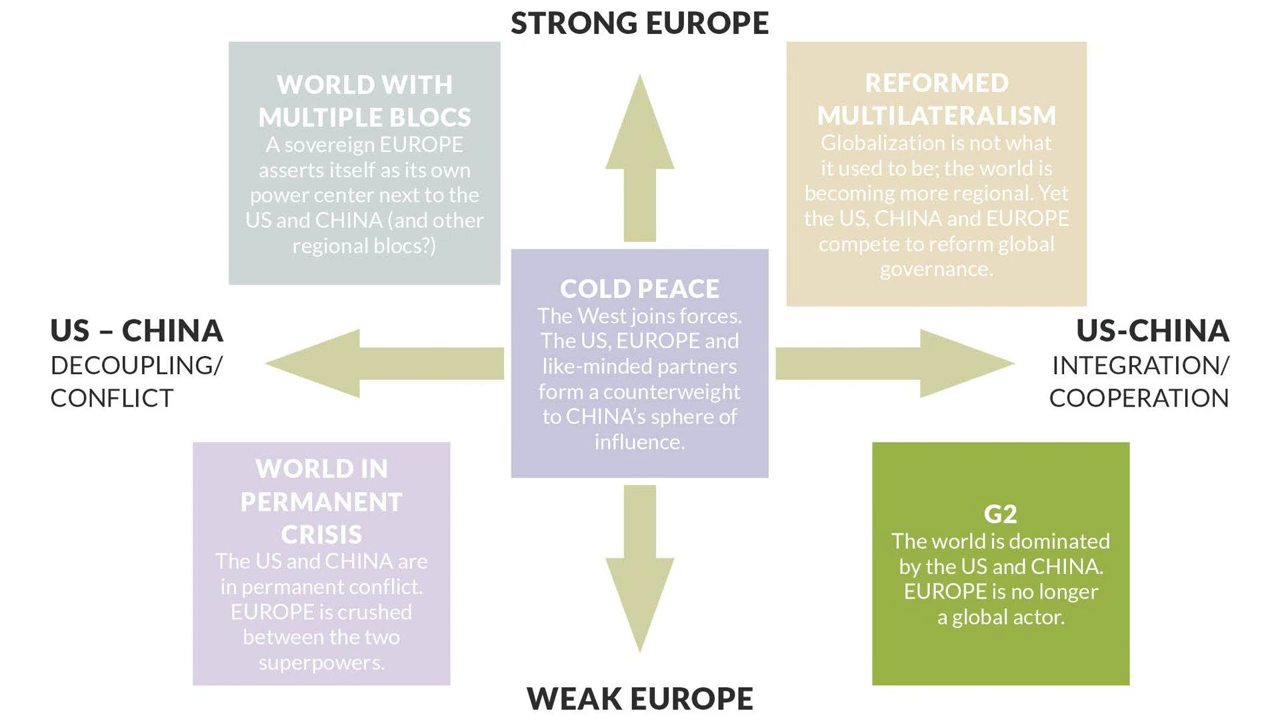 STRONG EUROPE
WORLD WITH
MULTIPLE BLOCS
A sovereign EUROPE
asserts itself as its own
power center next to the
US and CHINA (and other
regional blocs?)
REFORMED
MULTILATERALISM
Globalization is not what
it used to be; the world is
becoming more regional. Yet
the US, CHINA and EUROPE
compete to reform global
governance.
COLD PEACE
The West joins forces.
The US, EUROPE and
like-minded partners
form a counterweight
to CHINA’s sphere of
influence.
US – CHINA
DECOUPLING/
CONFLICT
US-CHINA
INTEGRATION/
COOPERATION
WORLD IN
PERMANENT
CRISIS
The US and CHINA are
in permanent conflict.
EUROPE is crushed
between the two
superpowers.
G2
The world is dominated
by the US and CHINA.
EUROPE is no longer
a global actor.
WEAK EUROPE